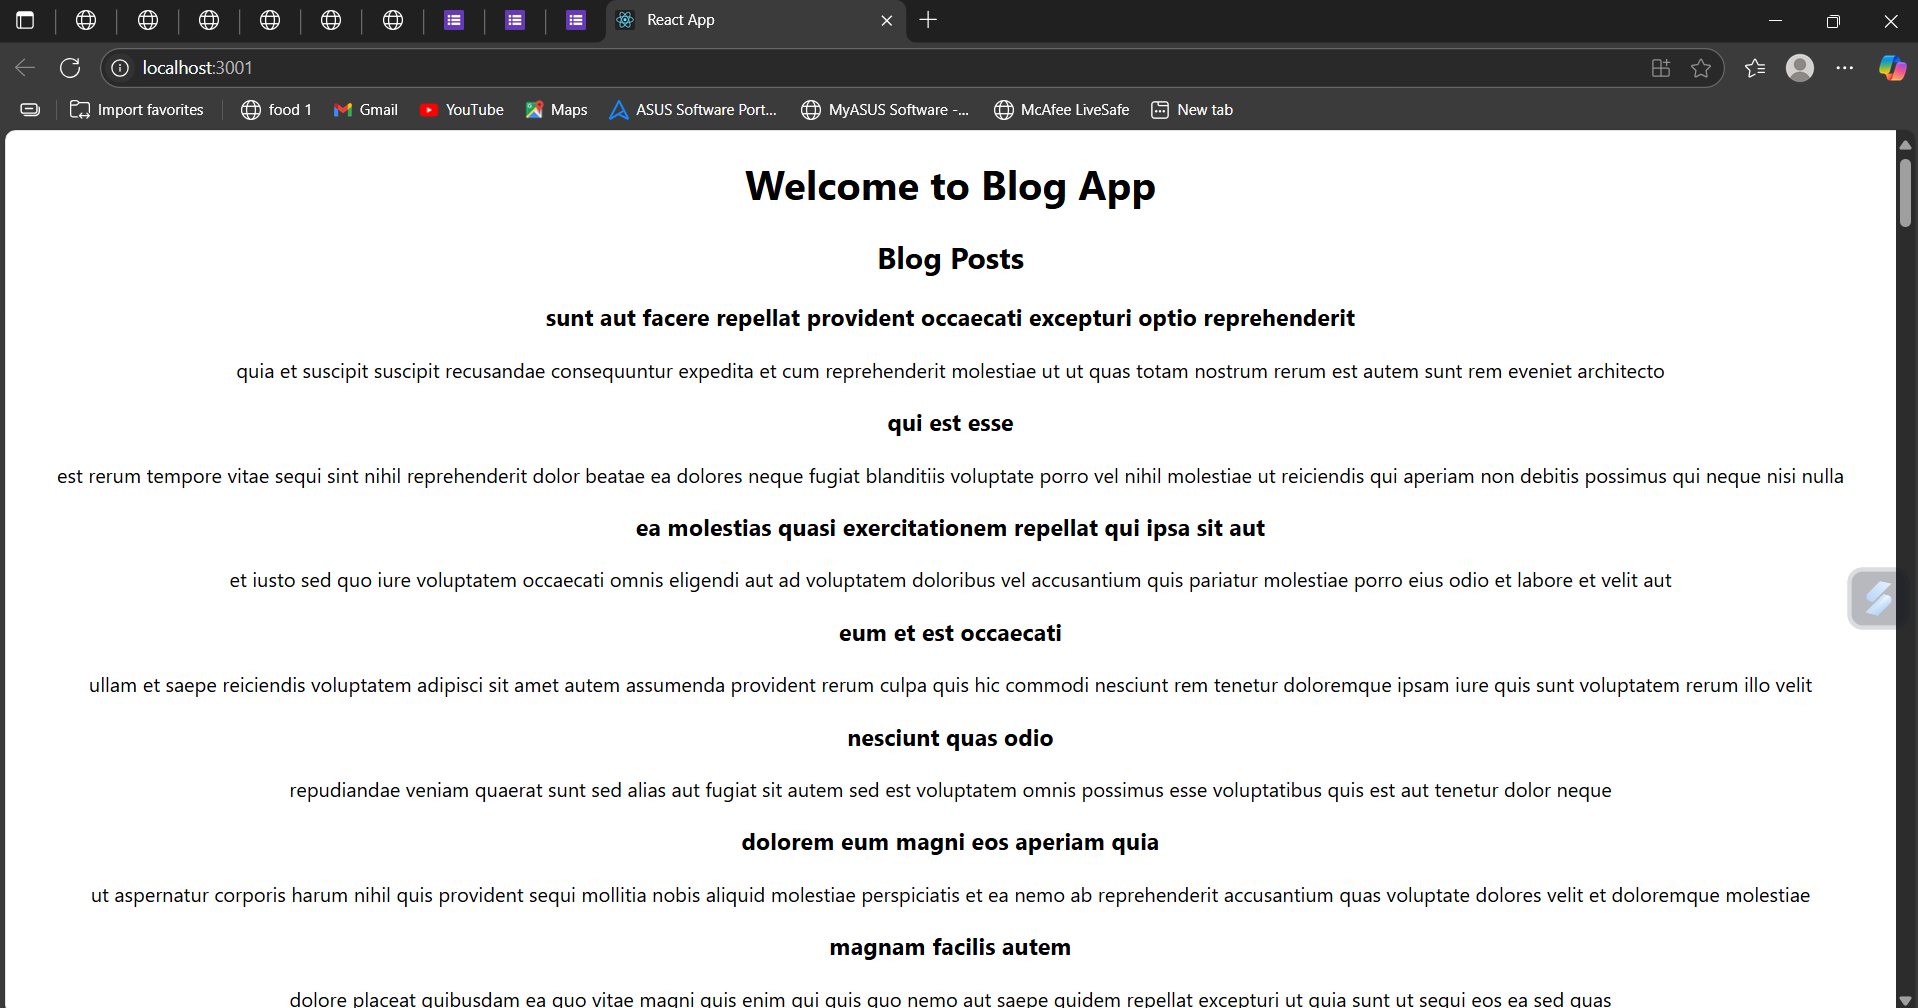 React App
localhost:3001
Import favorites food 1 Gmail YouTube Maps ASUS Software Port... MyASUS Software -... McAfee LiveSafe New tab
Welcome to Blog App
Blog Posts
sunt aut facere repellat provident occaecati excepturi optio reprehenderit
quia et suscipit suscipit recusandae consequuntur expedita et cum reprehenderit molestiae ut ut quas totam nostrum rerum est autem sunt rem eveniet architecto
qui est esse
est rerum tempore vitae sequi sint nihil reprehenderit dolor beatae ea dolores neque fugiat blanditiis voluptate porro vel nihil molestiae ut reiciendis qui aperiam non debitis possimus qui neque nisi nulla
ea molestias quasi exercitationem repellat qui ipsa sit aut
et iusto sed quo iure voluptatem occaecati omnis eligendi aut ad voluptatem doloribus vel accusantium quis pariatur molestiae porro eius odio et labore et velit aut
eum et est occaecati
ullam et saepe reiciendis voluptatem adipisci sit amet autem assumenda provident rerum culpa quis hic commodi nesciunt rem tenetur doloremque ipsam iure quis sunt voluptatem rerum illo velit
nesciunt quas odio
repudiandae veniam quaerat sunt sed alias aut fugiat sit autem sed est voluptatem omnis possimus esse voluptatibus quis est aut tenetur dolor neque
dolorem eum magni eos aperiam quia
ut aspernatur corporis harum nihil quis provident sequi mollitia nobis aliquid molestiae perspiciatis et ea nemo ab reprehenderit accusantium quas voluptate dolores velit et doloremque molestiae
magnam facilis autem
dolore placeat quibusdam ea quo vitae magni quis enim qui quis quo nemo aut saepe quidem repellat excepturi ut quia sunt ut sequi eos ea sed quas